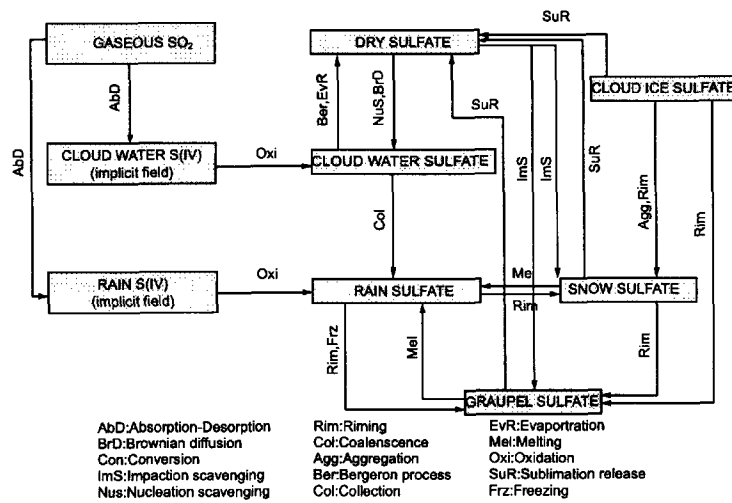 SuR
GASEOUS SO₂
DRY SULFATE
CLOUD ICE SULFATE
AbD
Ber,EvR
NuS,BrD
SuR
ImS
ImS
SuR
AbD
CLOUD WATER S(IV)
(implicit field)
Oxi
CLOUD WATER SULFATE
Col
Agg,Rim
Rim
RAIN S(IV)
(implicit field)
Oxi
RAIN SULFATE
Me
Rim
SNOW SULFATE
Rim,Frz
Mel
Rim
GRAUPEL SULFATE
AbD:Absorption-Desorption
BrD:Brownian diffusion
Con:Conversion
ImS:Impaction scavenging
Nus:Nucleation scavenging
Rim:Riming
Col:Coalenscence
Agg:Aggregation
Ber:Bergeron process
Col:Collection
EvR:Evaportration
Mel:Melting
Oxi:Oxidation
SuR:Sublimation release
Frz:Freezing